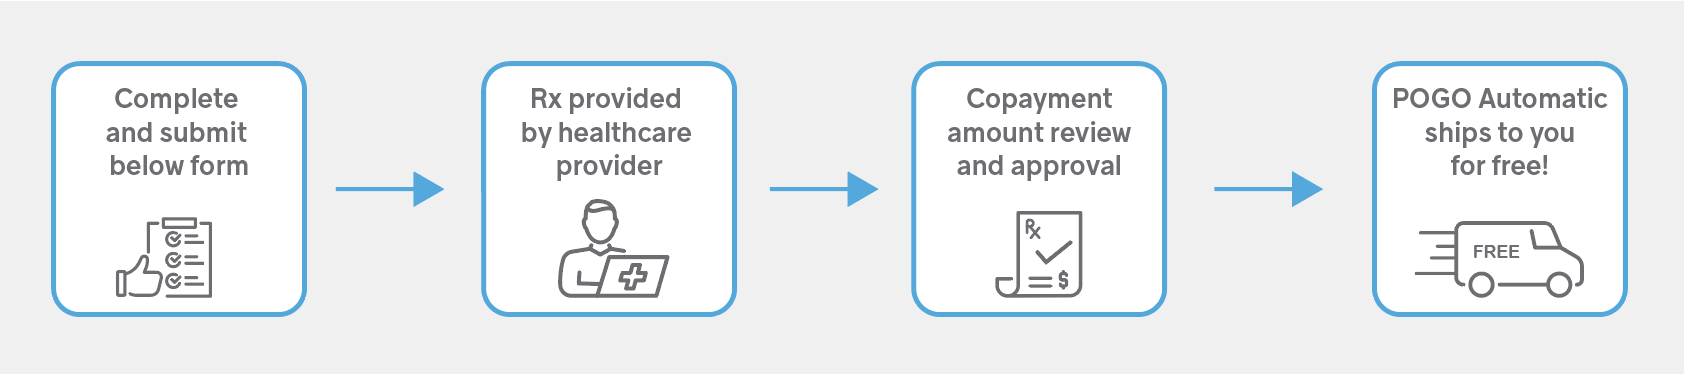 Complete
and submit
below form
Rx provided
by healthcare
provider
Rx
= $
Copayment
amount review
and approval
POGO Automatic
ships to you
for free!
FREE